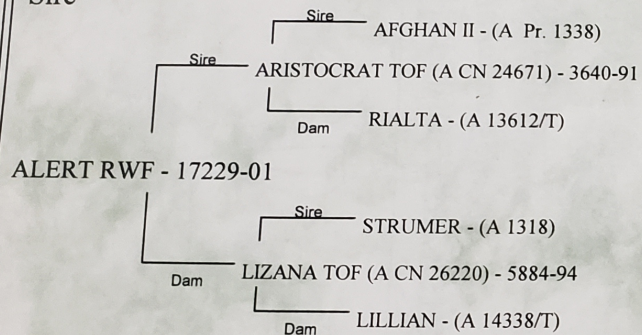 Sire
Sire
AFGHAN II - (A Pr. 1338)
Sire
ARISTOCRAT TOF (A CN 24671) - 3640-91
Dam
RIALTA - (A 13612/T)
ALERT RWF - 17229-01
Sire
STRUMER - (A 1318)
Dam
LIZANA TOF (A CN 26220) - 5884-94
Dam
LILLIAN - (A 14338/T)